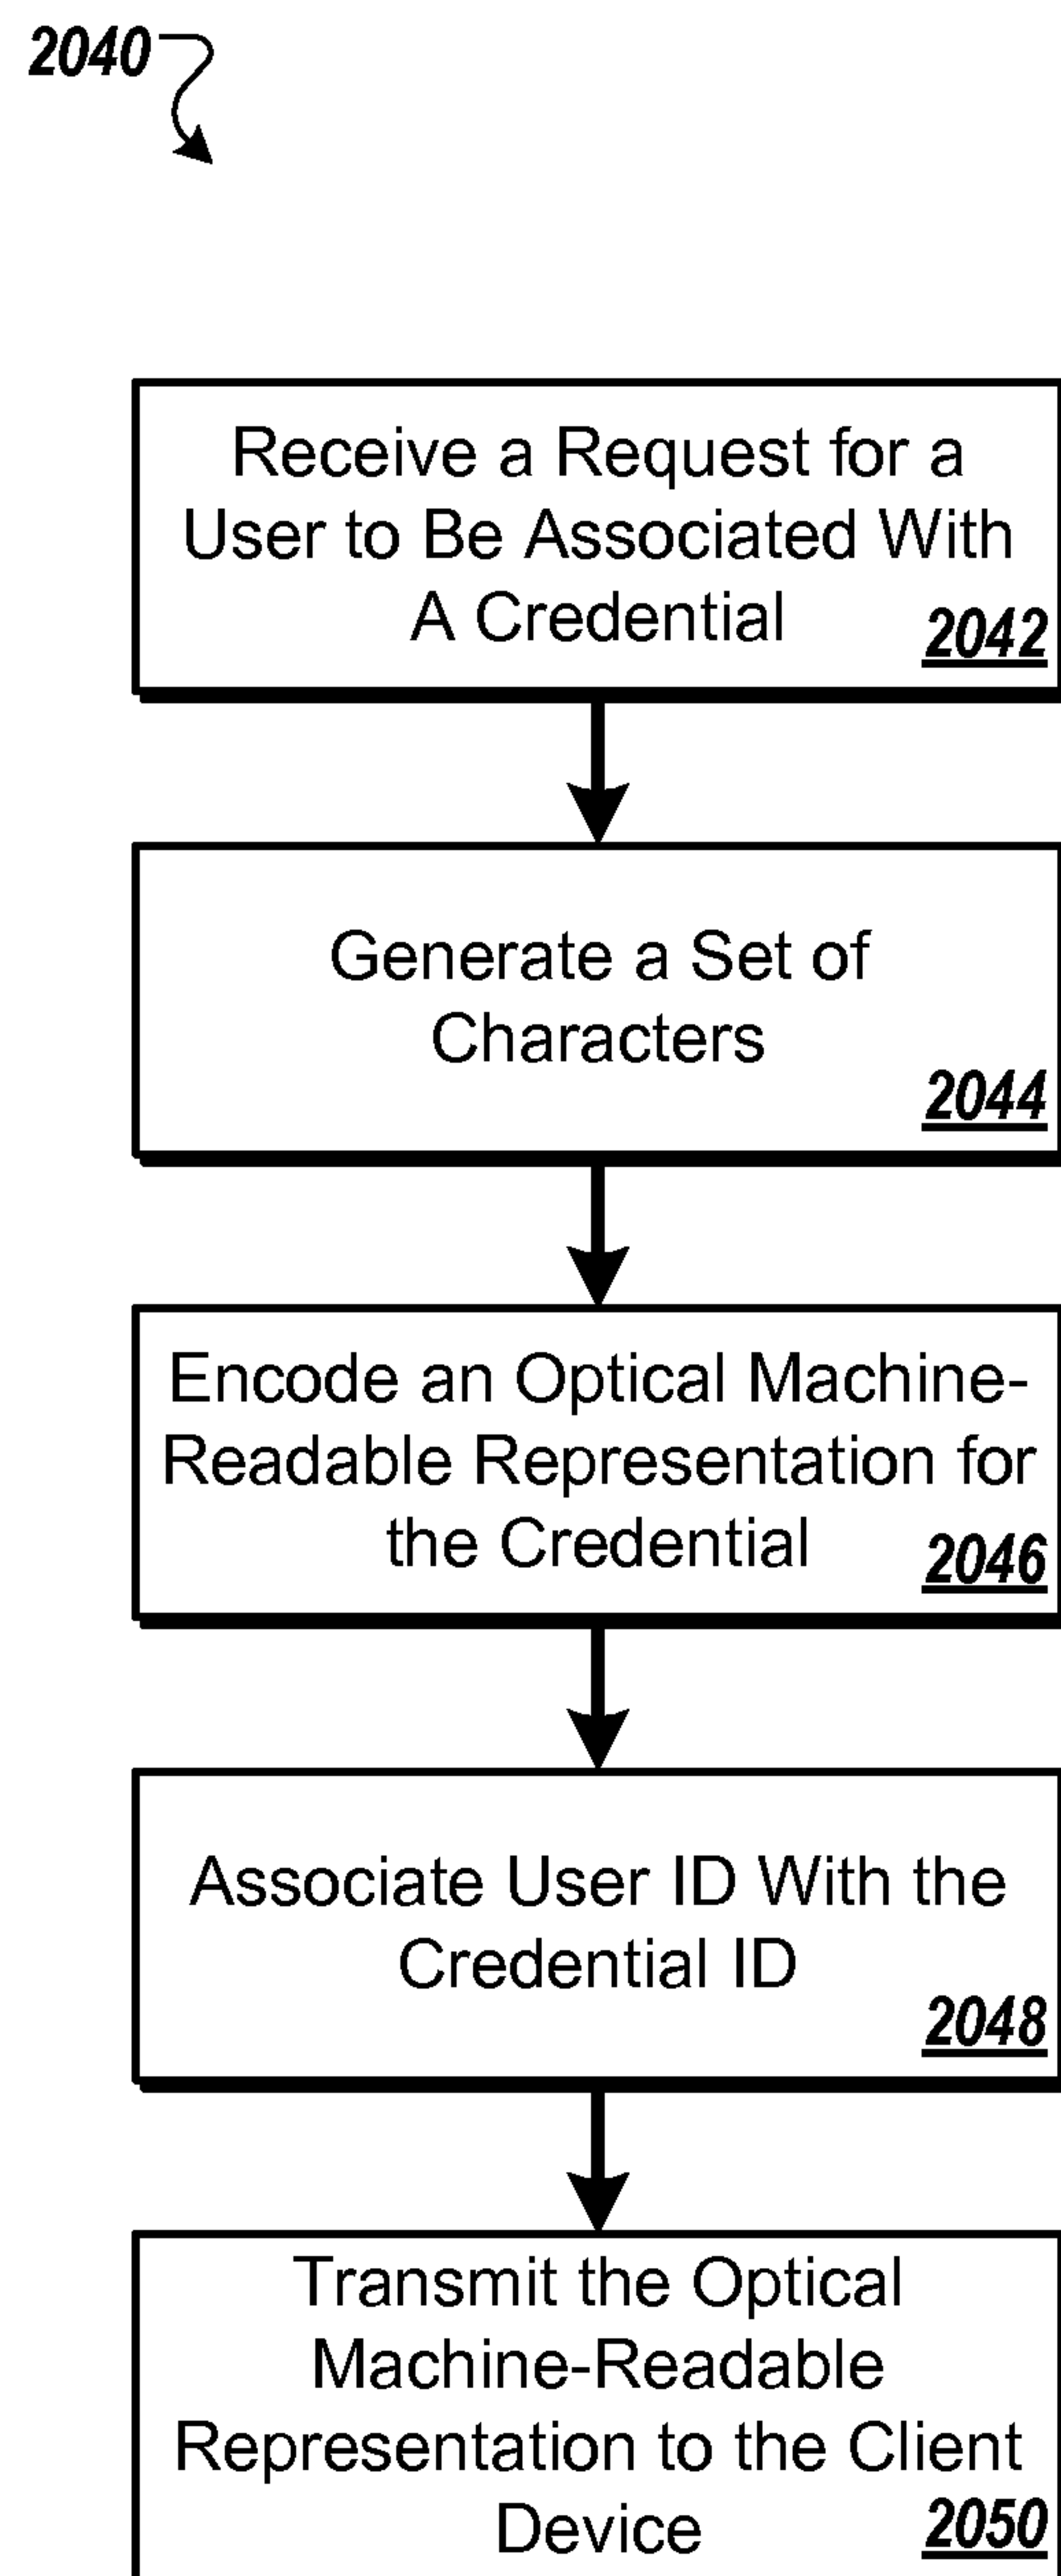 2040
Receive a Request for a
User to Be Associated With
A Credential
2042
Generate a Set of
Characters
2044
Encode an Optical Machine-
Readable Representation for
the Credential
2046
Associate User ID With the
Credential ID
2048
Transmit the Optical
Machine-Readable
Representation to the Client
Device
2050